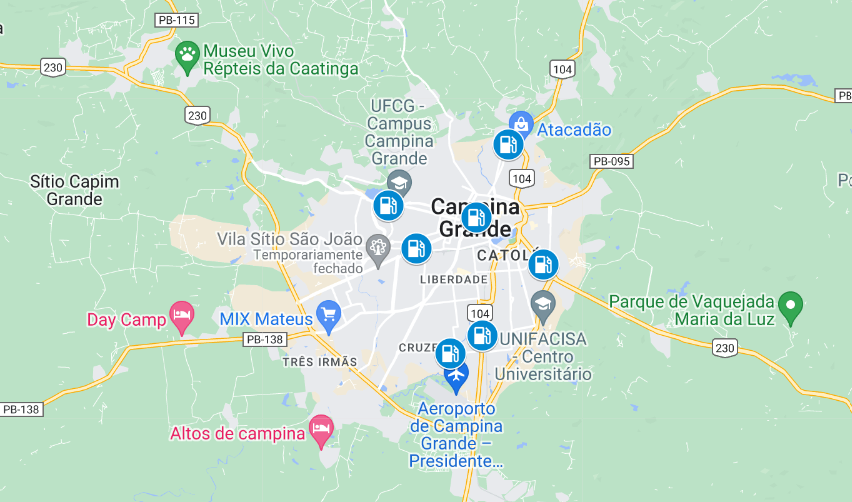 PB-115
Museu Vivo
Répteis da Caatinga
230
104
PB
230
UFCG -
Campus
Campina
Grande
Atacadão
PB-095
104
Sítio Capim
Grande
Campina
Grande
Vila Sítio São João
Temporariamente
fechado
CATOLÉ
LIBERDADE
Day Camp
MIX Mateus
104
Parque de Vaquejada
Maria da Luz
PB-138
CRUZE
UNIFACISA
- Centro
Universitário
230
TRÊS IRMÃS
PB-138
Aeroporto
de Campina
Grande –
Presidente...
Altos de campina